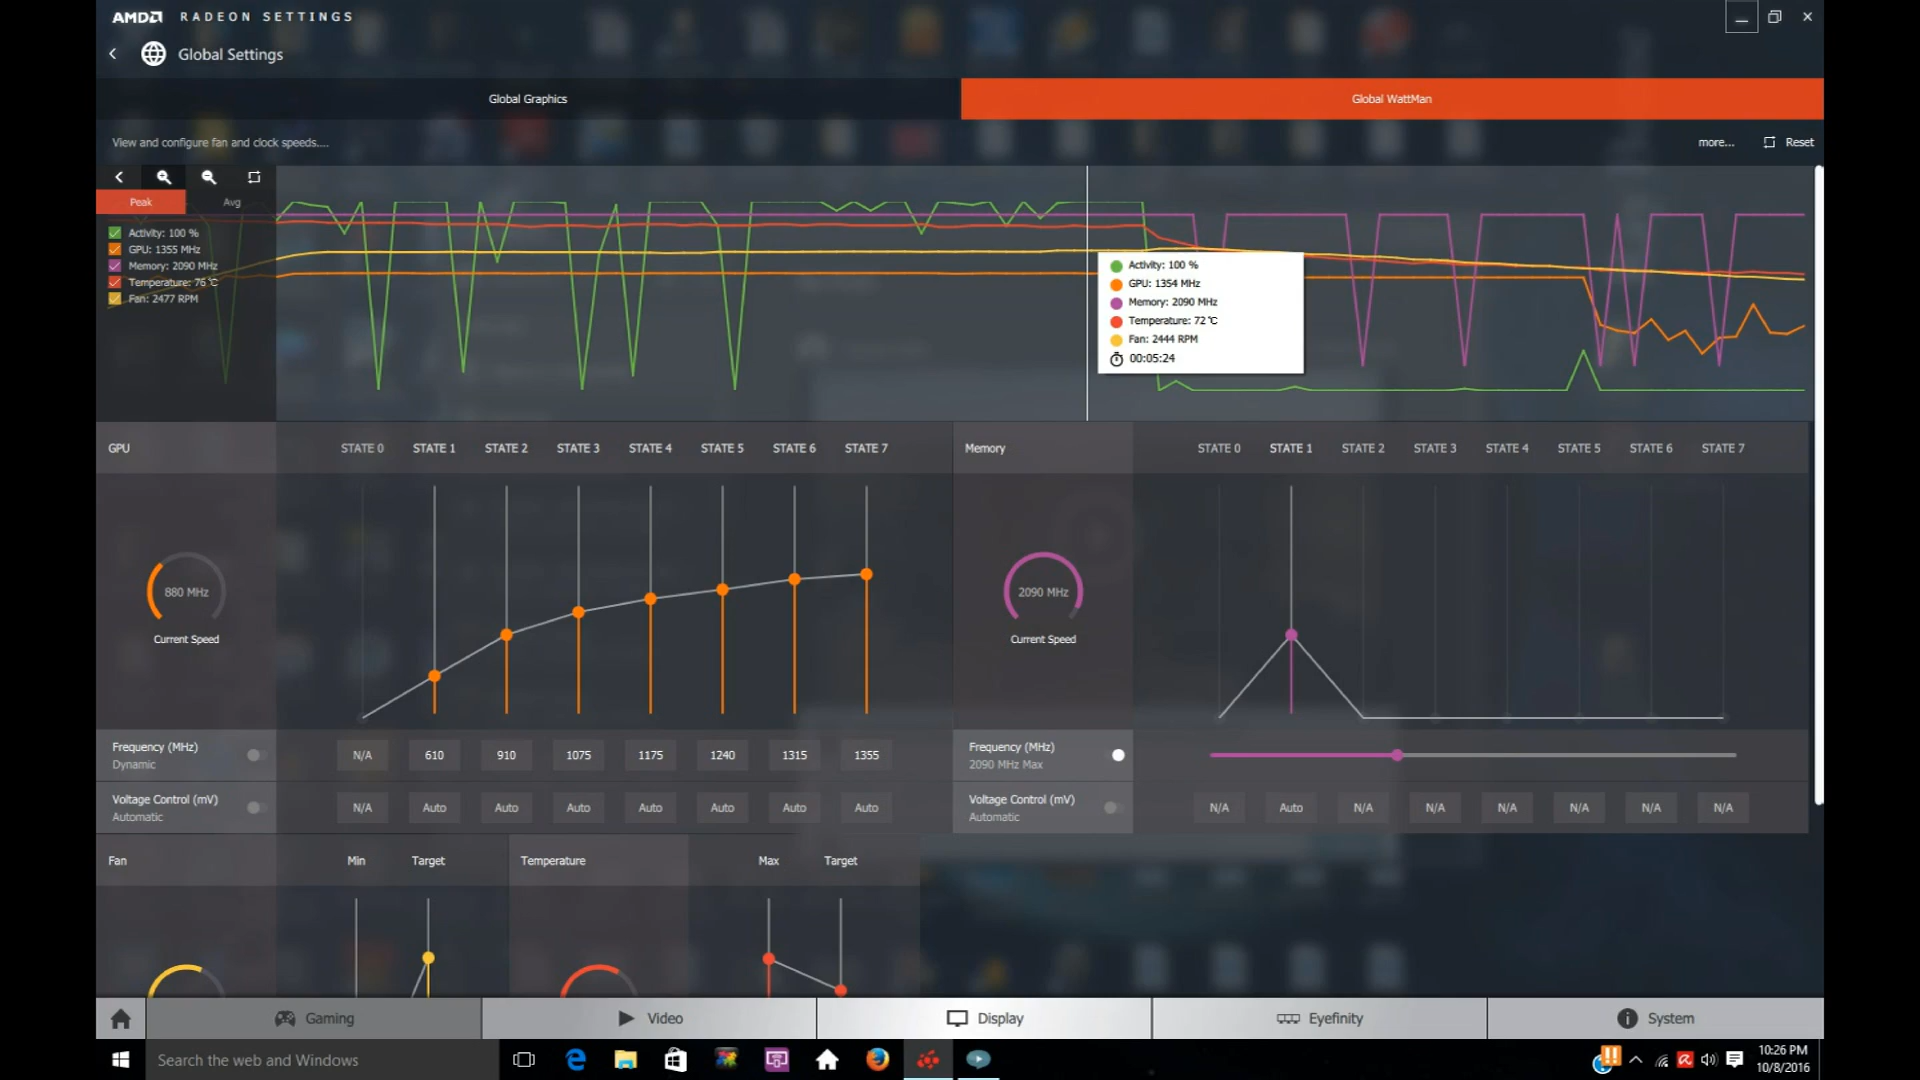 AMD RADEON SETTINGS
Global Settings
Global Graphics
Global WattMan
View and configure fan and clock speeds....
more...
Reset
Peak
Avg
Activity: 100 %
GPU: 1355 MHz
Memory: 2090 MHz
Temperature: 76 °C
Fan: 2477 RPM
Activity: 100 %
GPU: 1354 MHz
Memory: 2090 MHz
Temperature: 72 °C
Fan: 2444 RPM
00:05:24
GPU
STATE 0 STATE 1 STATE 2 STATE 3 STATE 4 STATE 5 STATE 6 STATE 7
880 MHz
Current Speed
Frequency (MHz)
Dynamic
N/A 610 910 1075 1175 1240 1315 1355
Voltage Control (mV)
Automatic
N/A Auto Auto Auto Auto Auto Auto Auto
Memory
STATE 0 STATE 1 STATE 2 STATE 3 STATE 4 STATE 5 STATE 6 STATE 7
2090 MHz
Current Speed
Frequency (MHz)
2090 MHz Max
Voltage Control (mV)
Automatic
N/A Auto N/A N/A N/A N/A N/A N/A
Fan
Min Target
Temperature
Max Target
Gaming
Video
Display
Eyefinity
System
Search the web and Windows
10:26 PM
10/8/2016